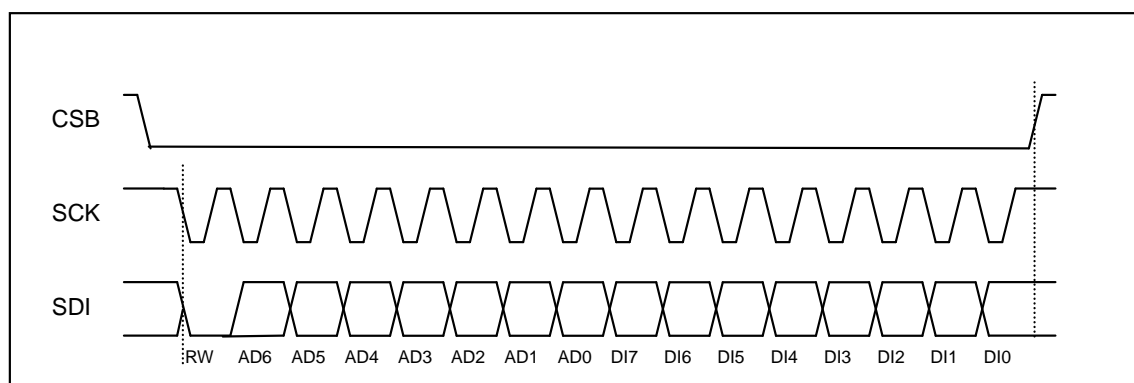 CSB
SCK
SDI
RW AD6 AD5 AD4 AD3 AD2 AD1 AD0 DI7 DI6 DI5 DI4 DI3 DI2 DI1 DI0